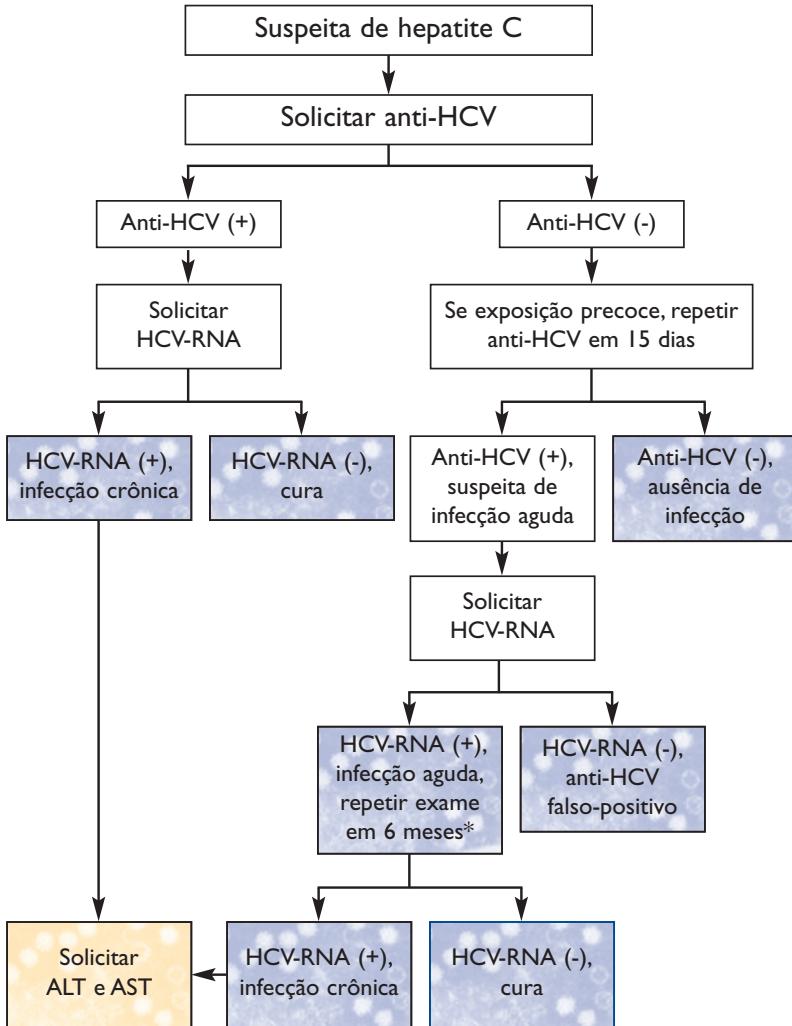 Suspeita de hepatite C
Solicitar anti-HCV
Anti-HCV (+)
Anti-HCV (-)
Solicitar
HCV-RNA
Se exposição precoce, repetir
anti-HCV em 15 dias
HCV-RNA (+),
infecção crônica
HCV-RNA (-),
cura
Anti-HCV (+),
suspeita de
infecção aguda
Anti-HCV (-),
ausência de
infecção
Solicitar
HCV-RNA
HCV-RNA (+),
infecção aguda,
repetir exame
em 6 meses*
HCV-RNA (-),
anti-HCV
falso-positivo
Solicitar
ALT e AST
HCV-RNA (+),
infecção crônica
HCV-RNA (-),
cura